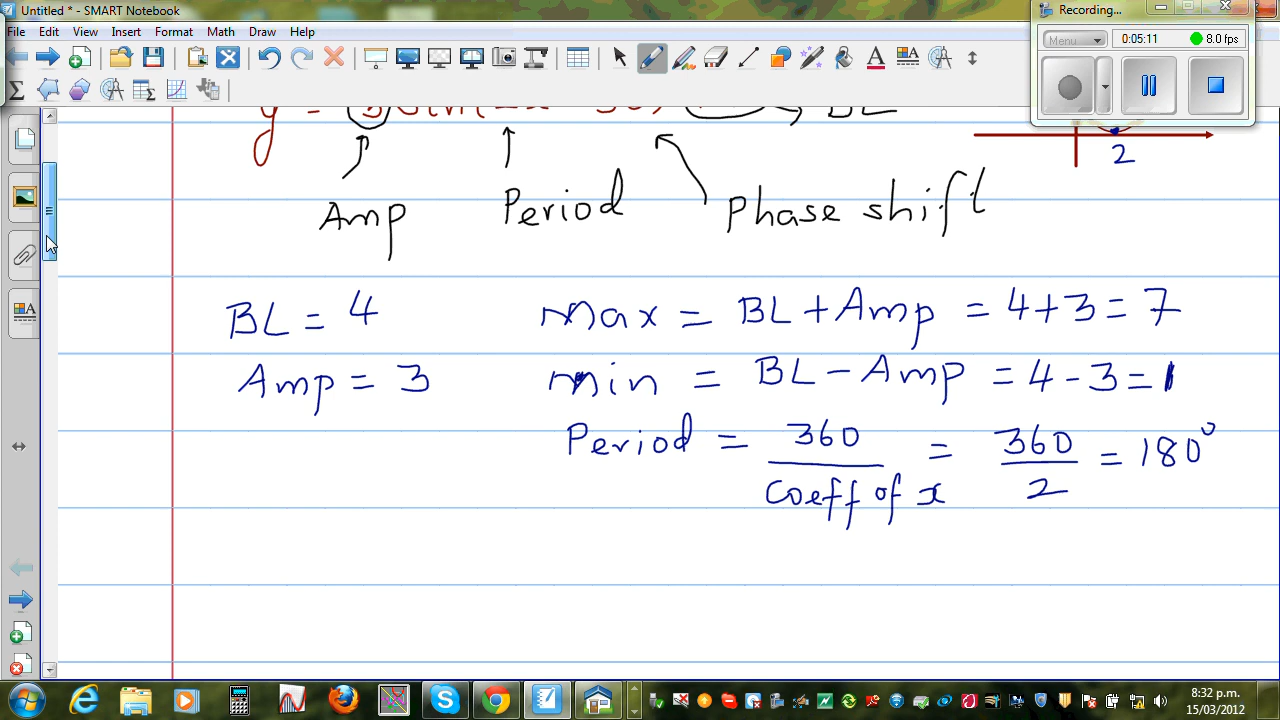 Untitled * - SMART Notebook
Recording...
File Edit View Insert Format Math Draw Help
Menu
0:05:11
8.0 fps
y = 3 BL
2
Amp Period phase shift
BL = 4 max = BL + Amp = 4 + 3 = 7
Amp = 3 min = BL - Amp = 4 - 3 = 1
Period = 360 / coeff of x = 360 / 2 = 180°
8:32 p.m.
15/03/2012